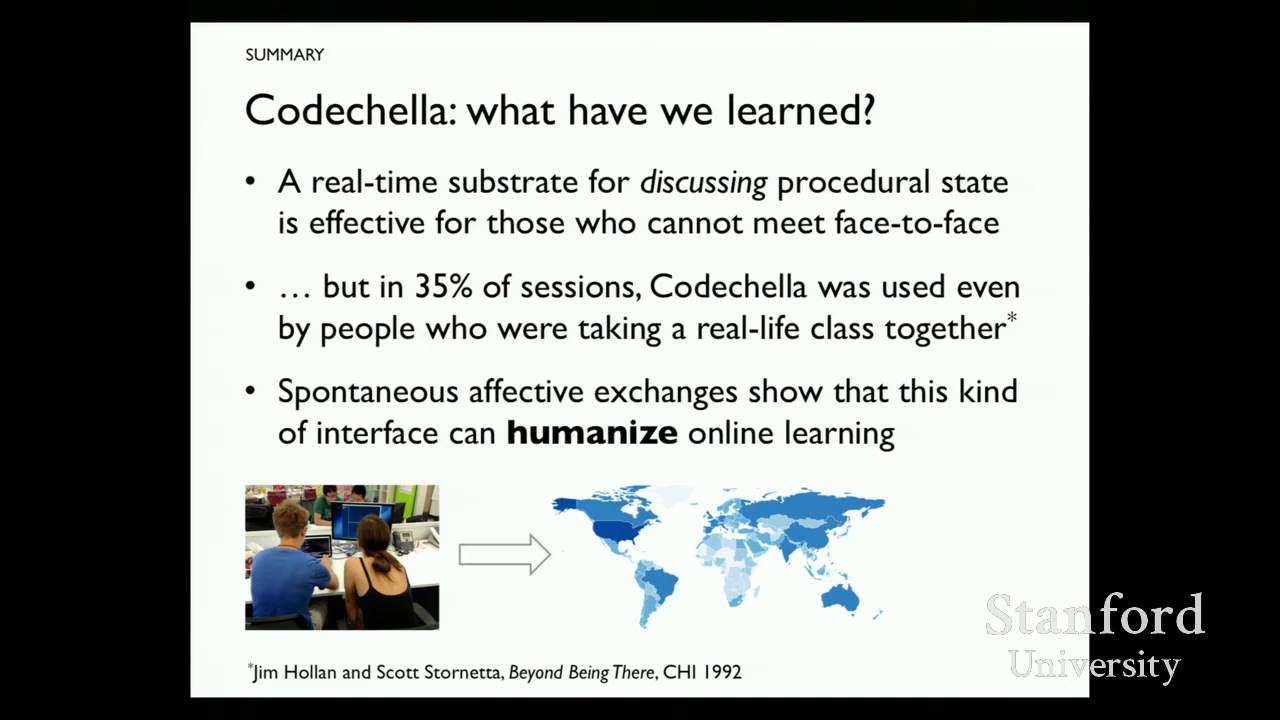 SUMMARY
Codechella: what have we learned?
• A real-time substrate for discussing procedural state
is effective for those who cannot meet face-to-face
• … but in 35% of sessions, Codechella was used even
by people who were taking a real-life class together*
• Spontaneous affective exchanges show that this kind
of interface can humanize online learning
*Jim Hollan and Scott Stornetta, Beyond Being There, CHI 1992
Stanford
University